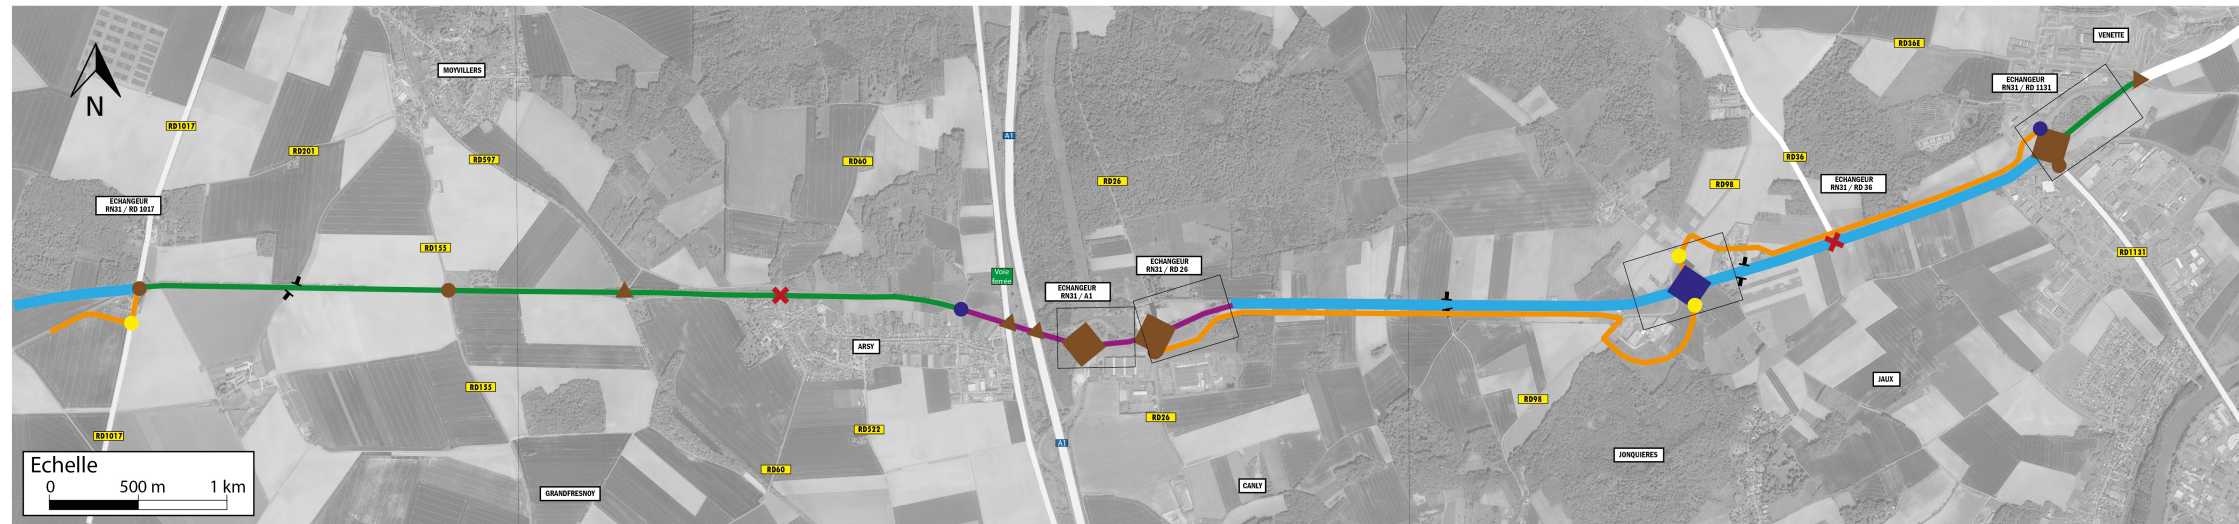 VENETTE
RD36E
MOYVILLERS
ECHANGEUR
RN31 / RD 1131
N
RD1017
A1
RD201
RD597
RD60
RD36
RD26
RD98
ECHANGEUR
RN31 / RD 36
ECHANGEUR
RN31 / RD 1017
RD155
RD1131
ECHANGEUR
RN31 / RD 26
Voie
ferrée
ECHANGEUR
RN31 / A1
ARSY
JAUX
RD155
RD98
RD26
RD522
RD1017
A1
JONQUIERES
Echelle
RD60
0 500 m 1 km
CANLY
GRANDFRESNOY